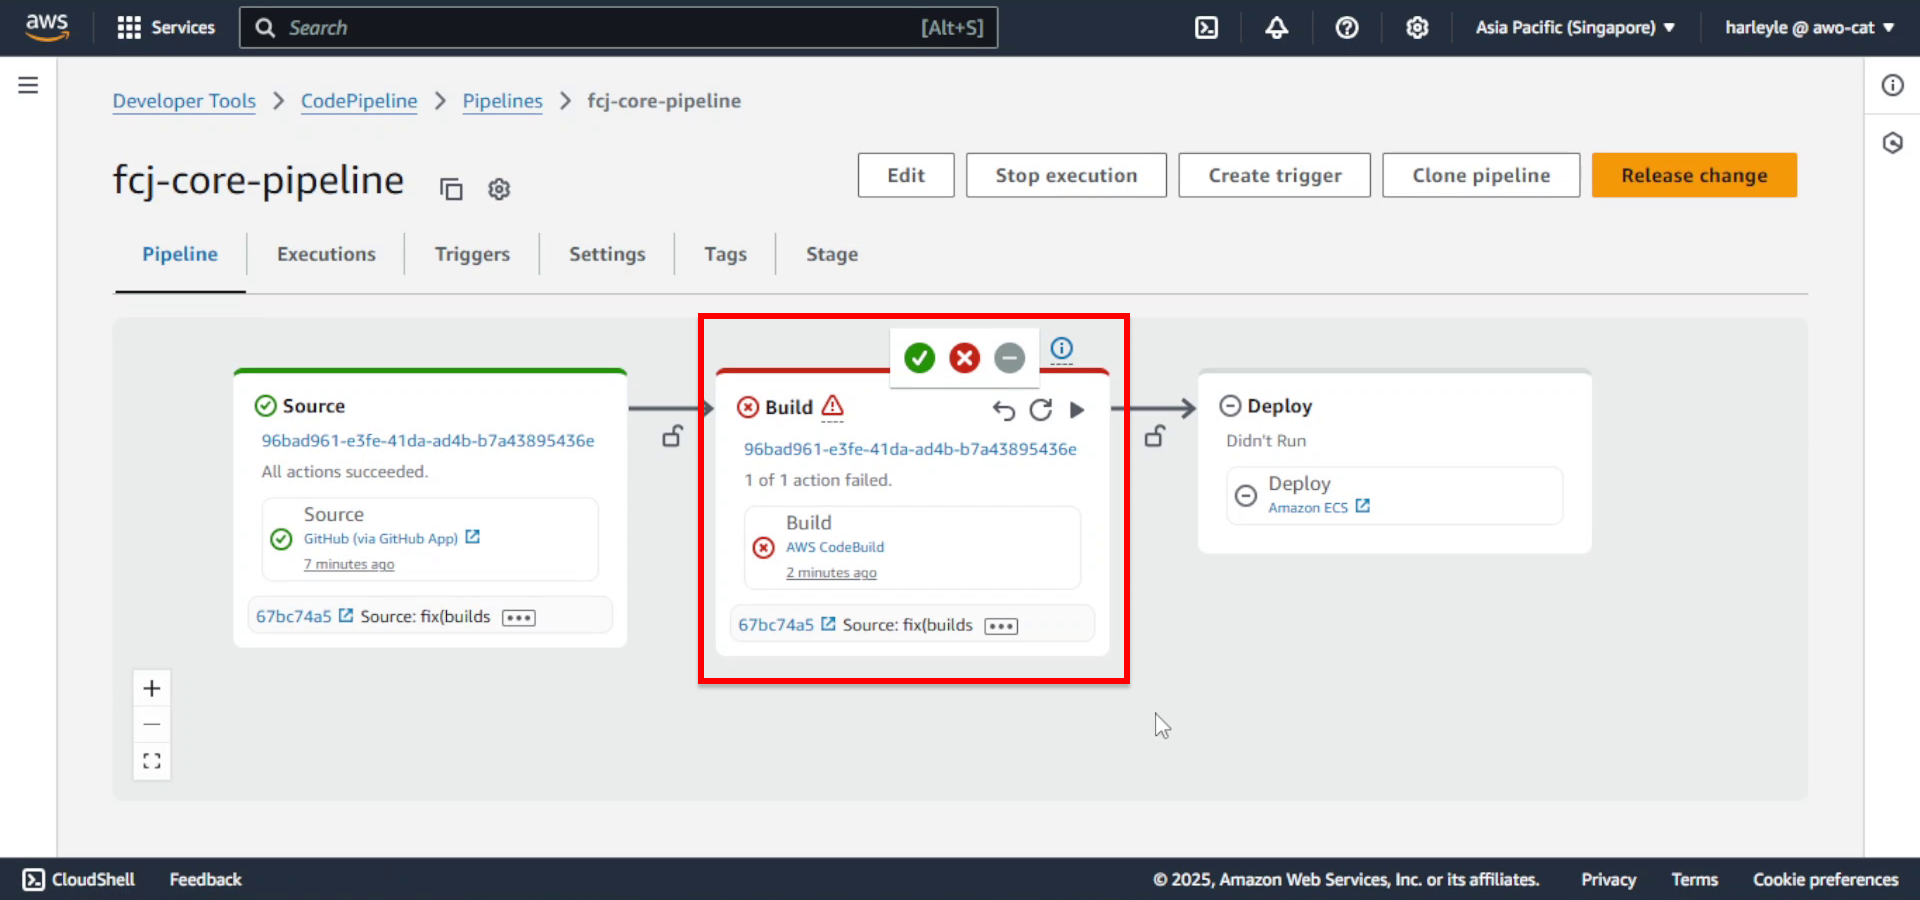 aws
Services
Search
[Alt+S]
Asia Pacific (Singapore)
harleyle @ awo-cat
Developer Tools
CodePipeline
Pipelines
fcj-core-pipeline
fcj-core-pipeline
Edit
Stop execution
Create trigger
Clone pipeline
Release change
Pipeline
Executions
Triggers
Settings
Tags
Stage
Source
96bad961-e3fe-41da-ad4b-b7a43895436e
All actions succeeded.
Source
GitHub (via GitHub App)
7 minutes ago
67bc74a5 Source: fix(builds
Build
96bad961-e3fe-41da-ad4b-b7a43895436e
1 of 1 action failed.
Build
AWS CodeBuild
2 minutes ago
67bc74a5 Source: fix(builds
Deploy
Didn't Run
Deploy
Amazon ECS
CloudShell
Feedback
© 2025, Amazon Web Services, Inc. or its affiliates.
Privacy
Terms
Cookie preferences